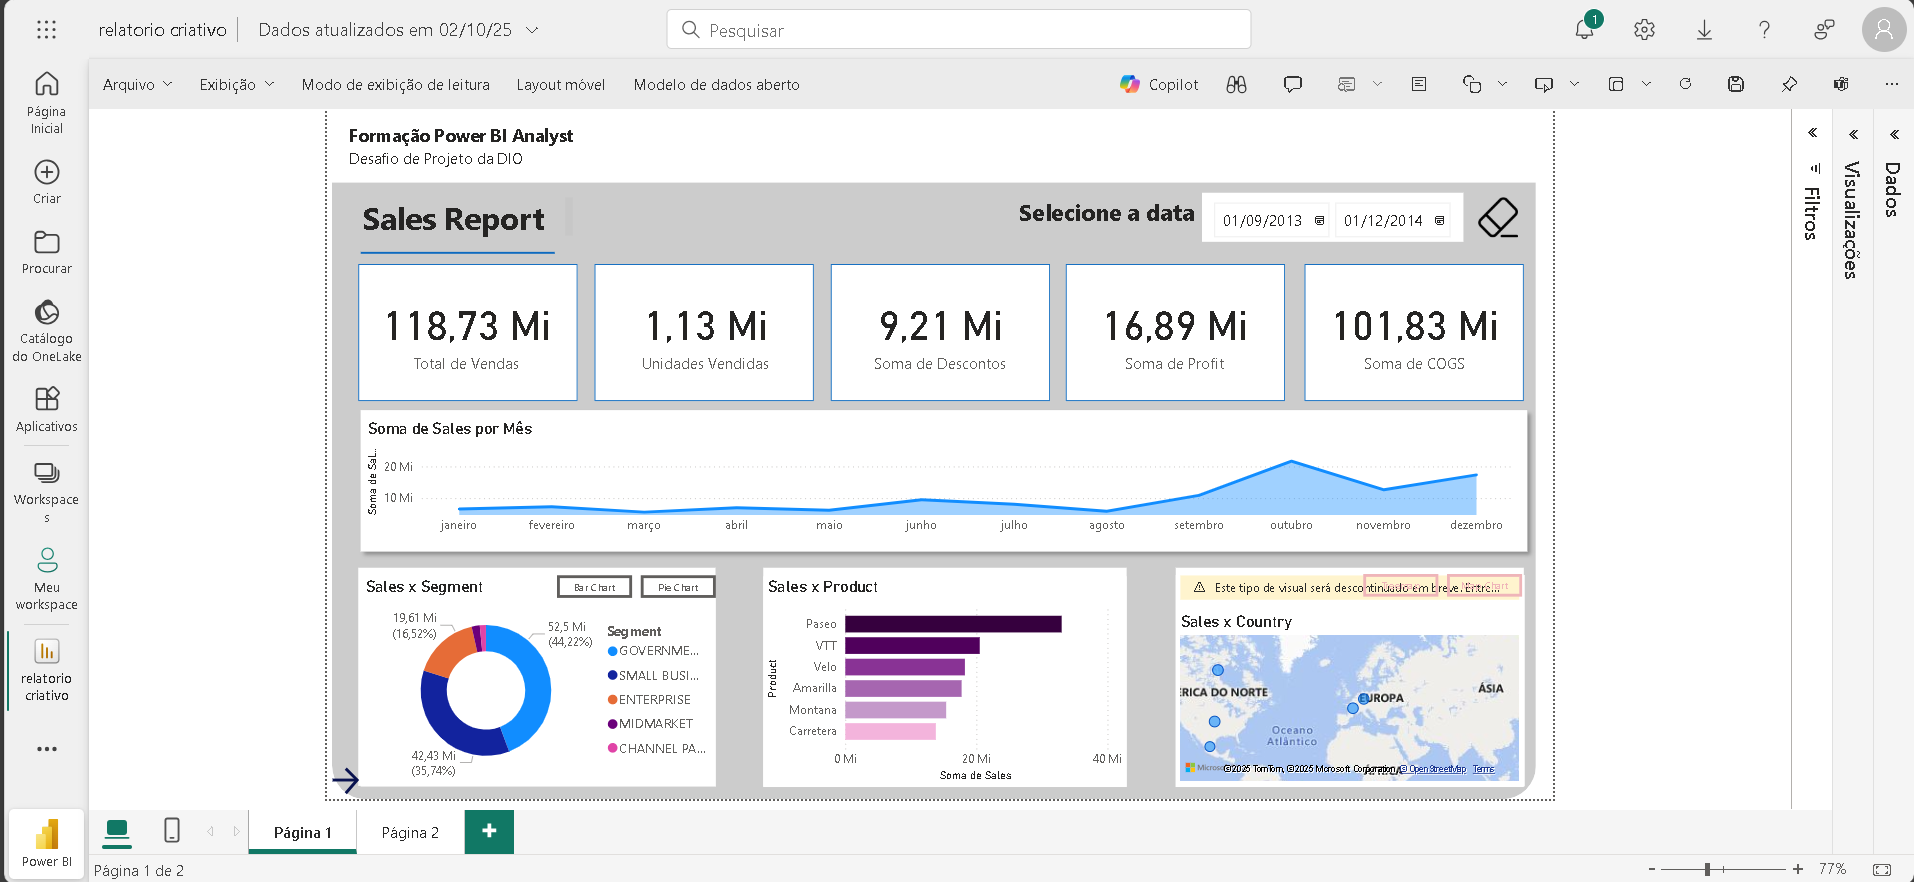 relatorio criativo
Dados atualizados em 02/10/25
Pesquisar
1
Arquivo
Exibição
Modo de exibição de leitura
Layout móvel
Modelo de dados aberto
Copilot
Página
Inicial
Criar
Procurar
Catálogo
do OneLake
Aplicativos
Workspace
s
Meu
workspace
relatorio
criativo
Power BI
Formação Power BI Analyst
Desafio de Projeto da DIO
Sales Report
Selecione a data
01/09/2013
01/12/2014
118,73 Mi
Total de Vendas
1,13 Mi
Unidades Vendidas
9,21 Mi
Soma de Descontos
16,89 Mi
Soma de Profit
101,83 Mi
Soma de COGS
Soma de Sales por Mês
Soma de Sal...
20 Mi
10 Mi
janeiro
fevereiro
março
abril
maio
junho
julho
agosto
setembro
outubro
novembro
dezembro
Sales x Segment
Bar Chart
Pie Chart
19,61 Mi
(16,52%)
52,5 Mi
(44,22%)
42,43 Mi
(35,74%)
Segment
GOVERNME...
SMALL BUSI...
ENTERPRISE
MIDMARKET
CHANNEL PA...
Sales x Product
Product
Paseo
VTT
Velo
Amarilla
Montana
Carretera
0 Mi
20 Mi
40 Mi
Soma de Sales
Este tipo de visual será descontinuado em breve. Entre...
Sales x Country
ÉRICA DO NORTE
EUROPA
ÁSIA
Oceano
Atlântico
ÁFRICA
©2025 TomTom, ©2025 Microsoft Corporation, © OpenStreetMap
Terms
Filtros
Visualizações
Dados
Página 1
Página 2
Página 1 de 2
77%